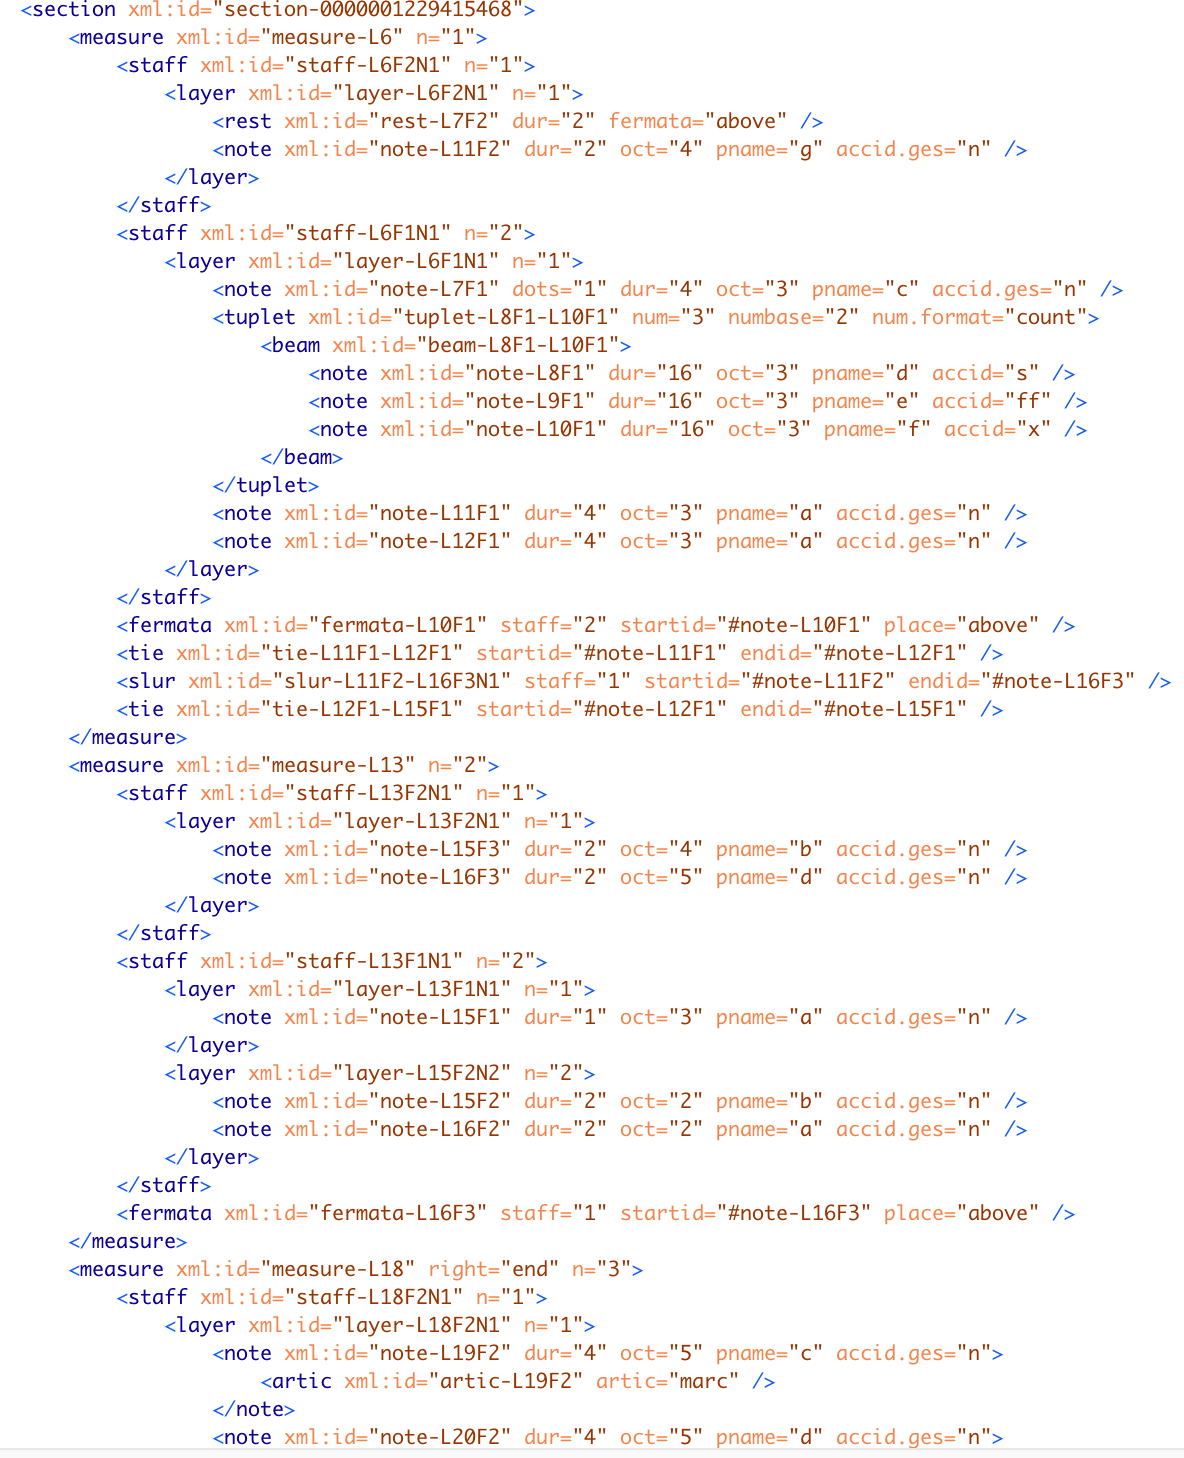 <section xml:id="section-0000001229415468">
<measure xml:id="measure-L6" n="1">
<staff xml:id="staff-L6F2N1" n="1">
<layer xml:id="layer-L6F2N1" n="1">
<rest xml:id="rest-L7F2" dur="2" fermata="above" />
<note xml:id="note-L11F2" dur="2" oct="4" pname="g" accid.ges="n" />
</layer>
</staff>
<staff xml:id="staff-L6F1N1" n="2">
<layer xml:id="layer-L6F1N1" n="1">
<note xml:id="note-L7F1" dots="1" dur="4" oct="3" pname="c" accid.ges="n" />
<tuplet xml:id="tuplet-L8F1-L10F1" num="3" numbase="2" num.format="count">
<beam xml:id="beam-L8F1-L10F1">
<note xml:id="note-L8F1" dur="16" oct="3" pname="d" accid="s" />
<note xml:id="note-L9F1" dur="16" oct="3" pname="e" accid="ff" />
<note xml:id="note-L10F1" dur="16" oct="3" pname="f" accid="x" />
</beam>
</tuplet>
<note xml:id="note-L11F1" dur="4" oct="3" pname="a" accid.ges="n" />
<note xml:id="note-L12F1" dur="4" oct="3" pname="a" accid.ges="n" />
</layer>
</staff>
<fermata xml:id="fermata-L10F1" staff="2" startid="#note-L10F1" place="above" />
<tie xml:id="tie-L11F1-L12F1" startid="#note-L11F1" endid="#note-L12F1" />
<slur xml:id="slur-L11F2-L16F3N1" staff="1" startid="#note-L11F2" endid="#note-L16F3" />
<tie xml:id="tie-L12F1-L15F1" startid="#note-L12F1" endid="#note-L15F1" />
</measure>
<measure xml:id="measure-L13" n="2">
<staff xml:id="staff-L13F2N1" n="1">
<layer xml:id="layer-L13F2N1" n="1">
<note xml:id="note-L15F3" dur="2" oct="4" pname="b" accid.ges="n" />
<note xml:id="note-L16F3" dur="2" oct="5" pname="d" accid.ges="n" />
</layer>
</staff>
<staff xml:id="staff-L13F1N1" n="2">
<layer xml:id="layer-L13F1N1" n="1">
<note xml:id="note-L15F1" dur="1" oct="3" pname="a" accid.ges="n" />
</layer>
<layer xml:id="layer-L15F2N2" n="2">
<note xml:id="note-L15F2" dur="2" oct="2" pname="b" accid.ges="n" />
<note xml:id="note-L16F2" dur="2" oct="2" pname="a" accid.ges="n" />
</layer>
</staff>
<fermata xml:id="fermata-L16F3" staff="1" startid="#note-L16F3" place="above" />
</measure>
<measure xml:id="measure-L18" right="end" n="3">
<staff xml:id="staff-L18F2N1" n="1">
<layer xml:id="layer-L18F2N1" n="1">
<note xml:id="note-L19F2" dur="4" oct="5" pname="c" accid.ges="n">
<artic xml:id="artic-L19F2" artic="marc" />
</note>
<note xml:id="note-L20F2" dur="4" oct="5" pname="d" accid.ges="n">